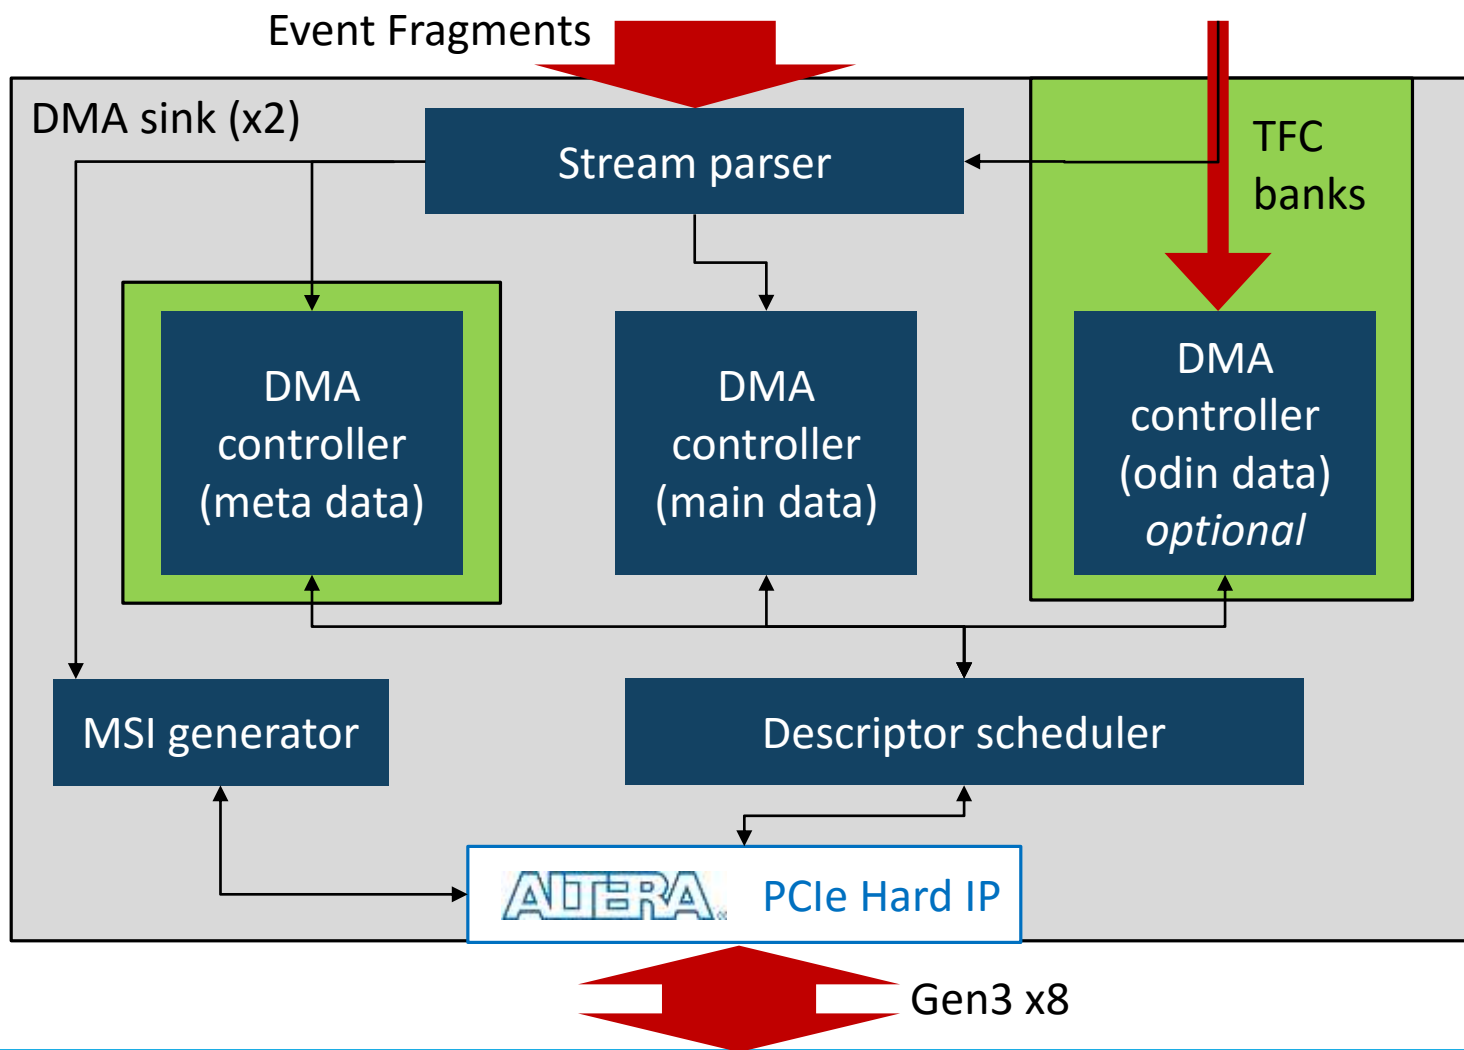 Event Fragments
DMA sink (x2)
Stream parser
TFC
banks
DMA
controller
(meta data)
DMA
controller
(main data)
DMA
controller
(odin data)
optional
MSI generator
Descriptor scheduler
ALTERA® PCIe Hard IP
Gen3 x8